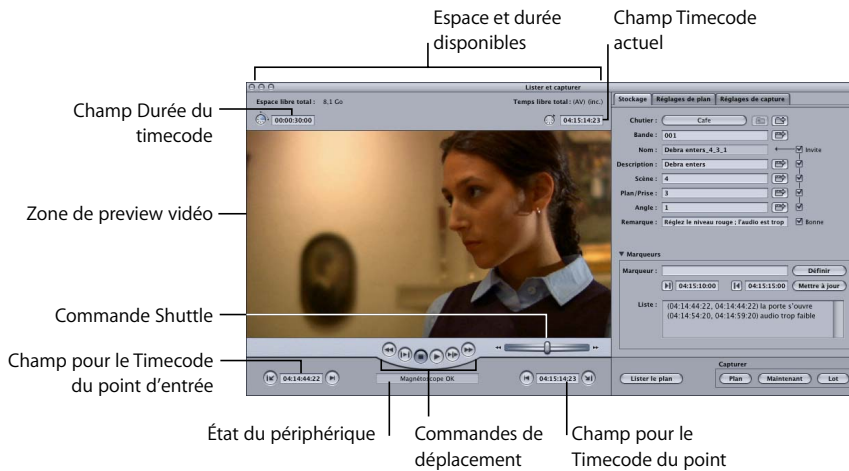 Espace et durée
disponibles
Champ Timecode
actuel
Champ Durée du
timecode
Zone de preview vidéo
Commande Shuttle
Champ pour le Timecode
du point d'entrée
État du périphérique
Commandes de
déplacement
Champ pour le
Timecode du point
Lister et capturer
Espace libre total : 8,1 Go
Temps libre total : (AV) (inc.)
00:00:30:00
04:15:14:23
Stockage Réglages de plan Réglages de capture
Chutier : Cafe
Bande : 001
Nom : Debra enters_4_3_1 Invite
Description : Debra enters
Scène : 4
Plan/Prise : 3
Angle : 1
Remarque : Réglez le niveau rouge ; l'audio est trop Bonne
Marqueurs
Marqueur : Définir
04:15:10:00 04:15:15:00 Mettre à jour
Liste : (04:14:44:22, 04:14:44:22) la porte s'ouvre
(04:14:54:20, 04:14:59:20) audio trop faible
04:14:44:22
Magnétoscope OK
04:15:14:23
Capturer
Lister le plan Plan Maintenant Lot